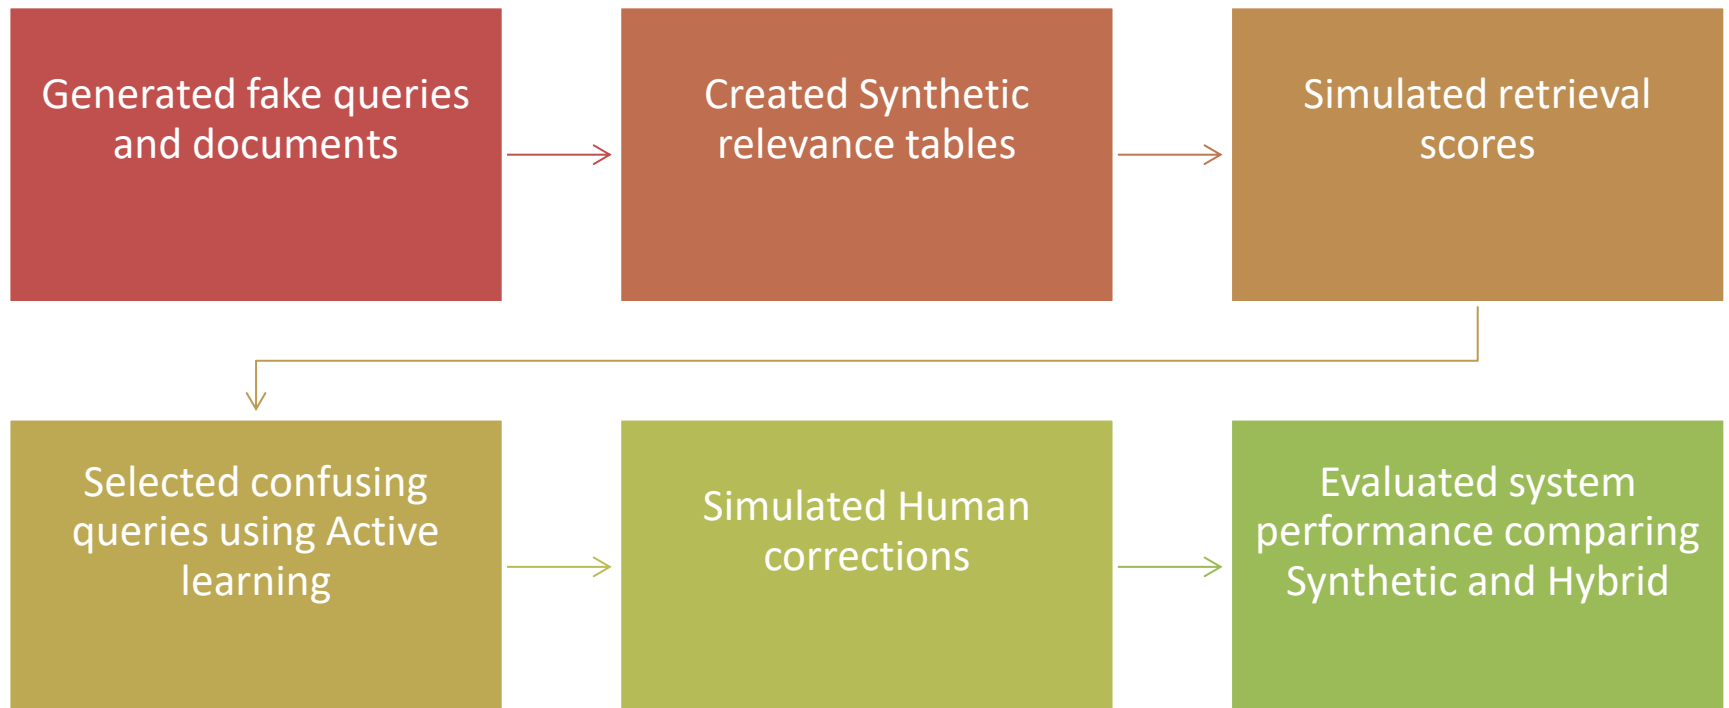 Generated fake queries
and documents
Created Synthetic
relevance tables
Simulated retrieval
scores
Selected confusing
queries using Active
learning
Simulated Human
corrections
Evaluated system
performance comparing
Synthetic and Hybrid